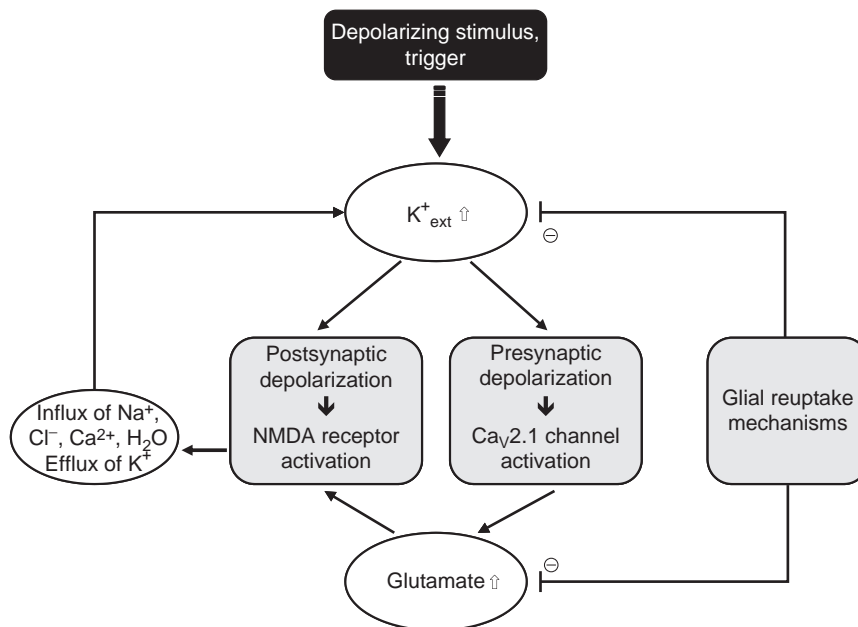 Depolarizing stimulus,
trigger
K⁺ext ⇧
⊖
Postsynaptic
depolarization
🡻
NMDA receptor
activation
Presynaptic
depolarization
🡻
CaV2.1 channel
activation
Glial reuptake
mechanisms
Influx of Na⁺,
Cl⁻, Ca²⁺, H₂O
Efflux of K⁺
Glutamate ⇧
⊖